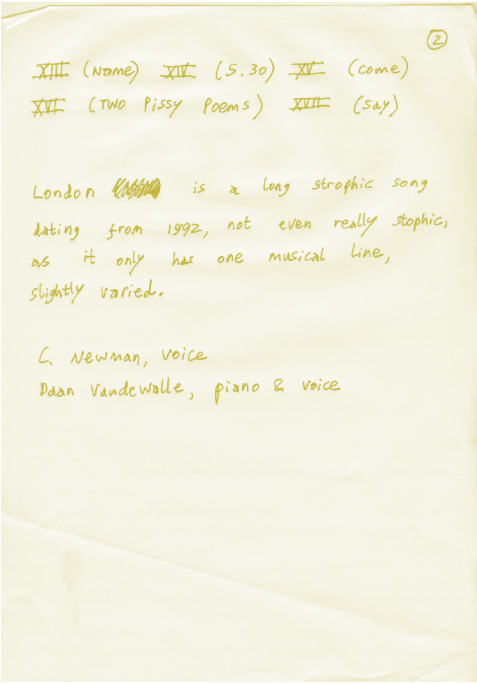 2
XIII (Name) XIV (5.30) XV (come)
XVI (TWO Pissy Poems) XVII (say)
London is a long strophic song
dating from 1992, not even really stophic,
as it only has one musical line,
slightly varied.
C. Newman, voice
Daan Vandewalle, piano & voice